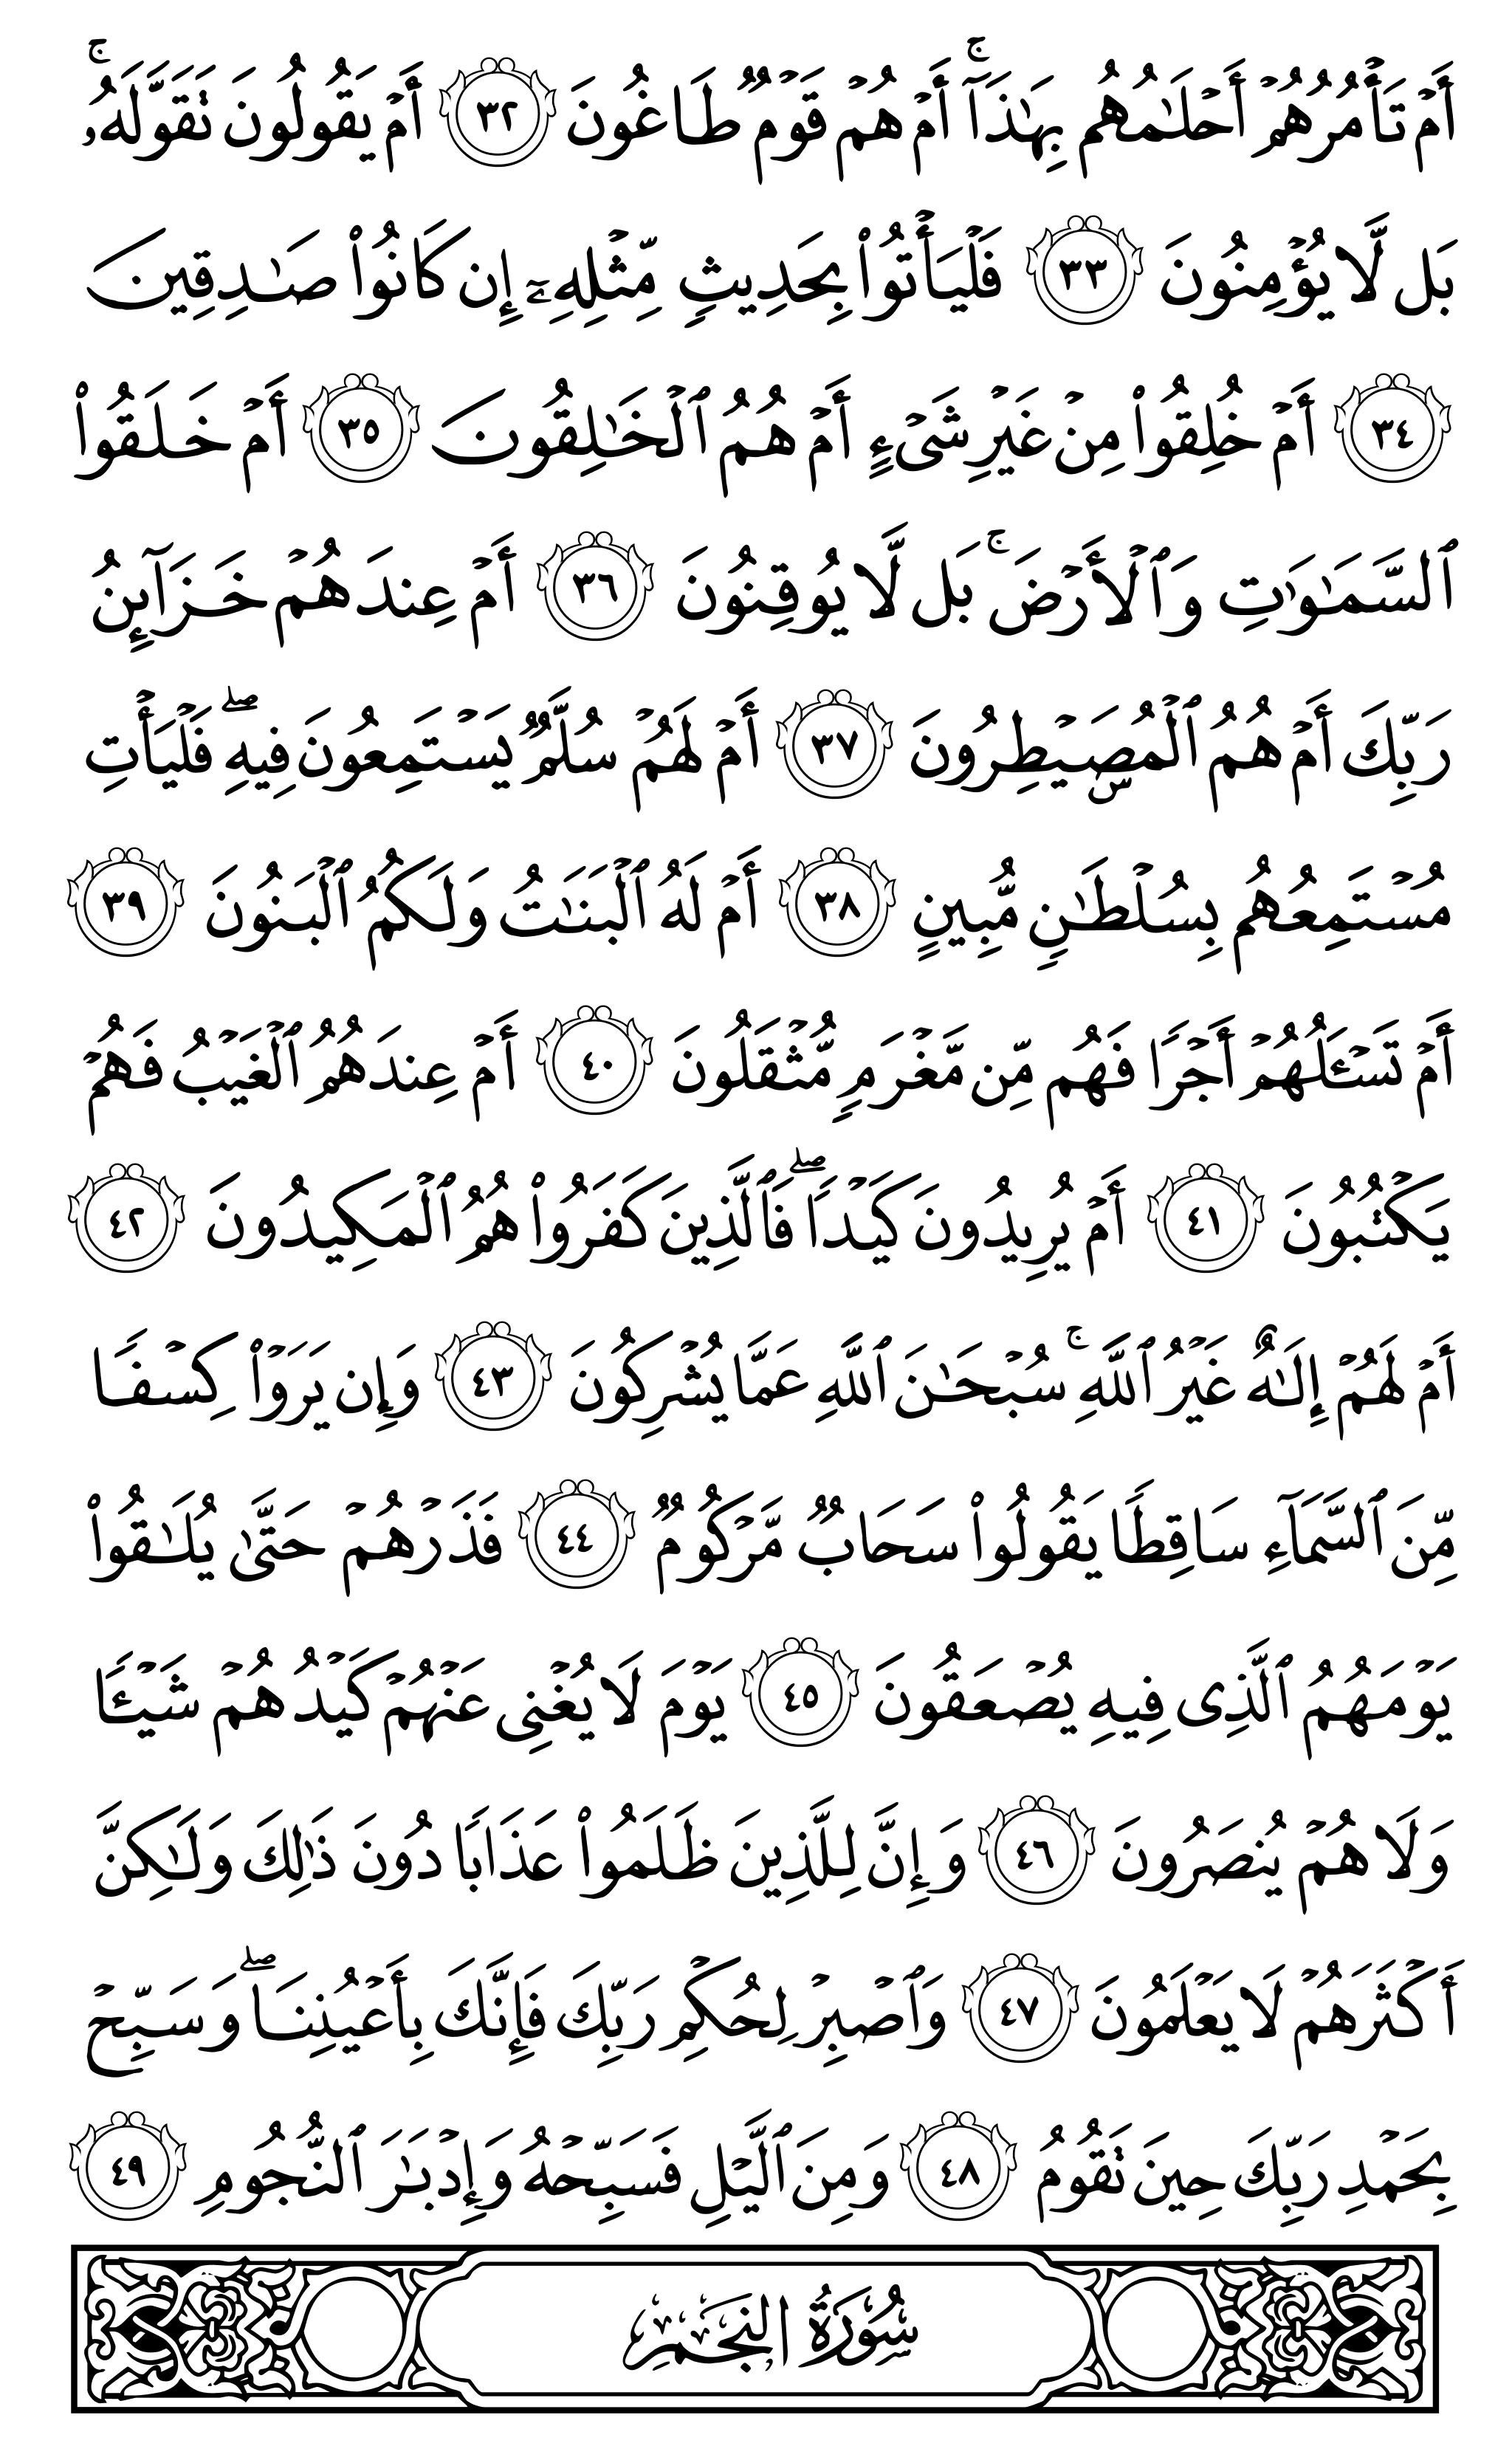 أَمۡ تَأۡمُرُهُمۡ أَحۡلَٰمُهُم بِهَٰذَآۚ أَمۡ هُمۡ قَوۡمٞ طَاغُونَ ٣٢ أَمۡ يَقُولُونَ تَقَوَّلَهُۥۚ
بَل لَّا يُؤۡمِنُونَ ٣٣ فَلۡيَأۡتُواْ بِحَدِيثٖ مِّثۡلِهِۦٓ إِن كَانُواْ صَٰدِقِينَ
٣٤ أَمۡ خُلِقُواْ مِنۡ غَيۡرِ شَيۡءٍ أَمۡ هُمُ ٱلۡخَٰلِقُونَ ٣٥ أَمۡ خَلَقُواْ
ٱلسَّمَٰوَٰتِ وَٱلۡأَرۡضَۚ بَل لَّا يُوقِنُونَ ٣٦ أَمۡ عِندَهُمۡ خَزَآئِنُ
رَبِّكَ أَمۡ هُمُ ٱلۡمُصَۜيۡطِرُونَ ٣٧ أَمۡ لَهُمۡ سُلَّمٞ يَسۡتَمِعُونَ فِيهِۖ فَلۡيَأۡتِ
مُسۡتَمِعُهُم بِسُلۡطَٰنٖ مُّبِينٍ ٣٨ أَمۡ لَهُ ٱلۡبَنَٰتُ وَلَكُمُ ٱلۡبَنُونَ ٣٩
أَمۡ تَسۡـَٔلُهُمۡ أَجۡرٗا فَهُم مِّن مَّغۡرَمٖ مُّثۡقَلُونَ ٤٠ أَمۡ عِندَهُمُ ٱلۡغَيۡبُ فَهُمۡ
يَكۡتُبُونَ ٤١ أَمۡ يُرِيدُونَ كَيۡدٗاۖ فَٱلَّذِينَ كَفَرُواْ هُمُ ٱلۡمَكِيدُونَ ٤٢
أَمۡ لَهُمۡ إِلَٰهٌ غَيۡرُ ٱللَّهِۚ سُبۡحَٰنَ ٱللَّهِ عَمَّا يُشۡرِكُونَ ٤٣ وَإِن يَرَوۡاْ كِسۡفٗا
مِّنَ ٱلسَّمَآءِ سَاقِطٗا يَقُولُواْ سَحَابٞ مَّرۡكُومٞ ٤٤ فَذَرۡهُمۡ حَتَّىٰ يُلَٰقُواْ
يَوۡمَهُمُ ٱلَّذِي فِيهِ يُصۡعَقُونَ ٤٥ يَوۡمَ لَا يُغۡنِي عَنۡهُمۡ كَيۡدُهُمۡ شَيۡـٔٗا
وَلَا هُمۡ يُنصَرُونَ ٤٦ وَإِنَّ لِلَّذِينَ ظَلَمُواْ عَذَابٗا دُونَ ذَٰلِكَ وَلَٰكِنَّ
أَكۡثَرَهُمۡ لَا يَعۡلَمُونَ ٤٧ وَٱصۡبِرۡ لِحُكۡمِ رَبِّكَ فَإِنَّكَ بِأَعۡيُنِنَاۖ وَسَبِّحۡ
بِحَمۡدِ رَبِّكَ حِينَ تَقُومُ ٤٨ وَمِنَ ٱلَّيۡلِ فَسَبِّحۡهُ وَإِدۡبَٰرَ ٱلنُّجُومِ ٤٩
سُورَةُ النَّجْمِ